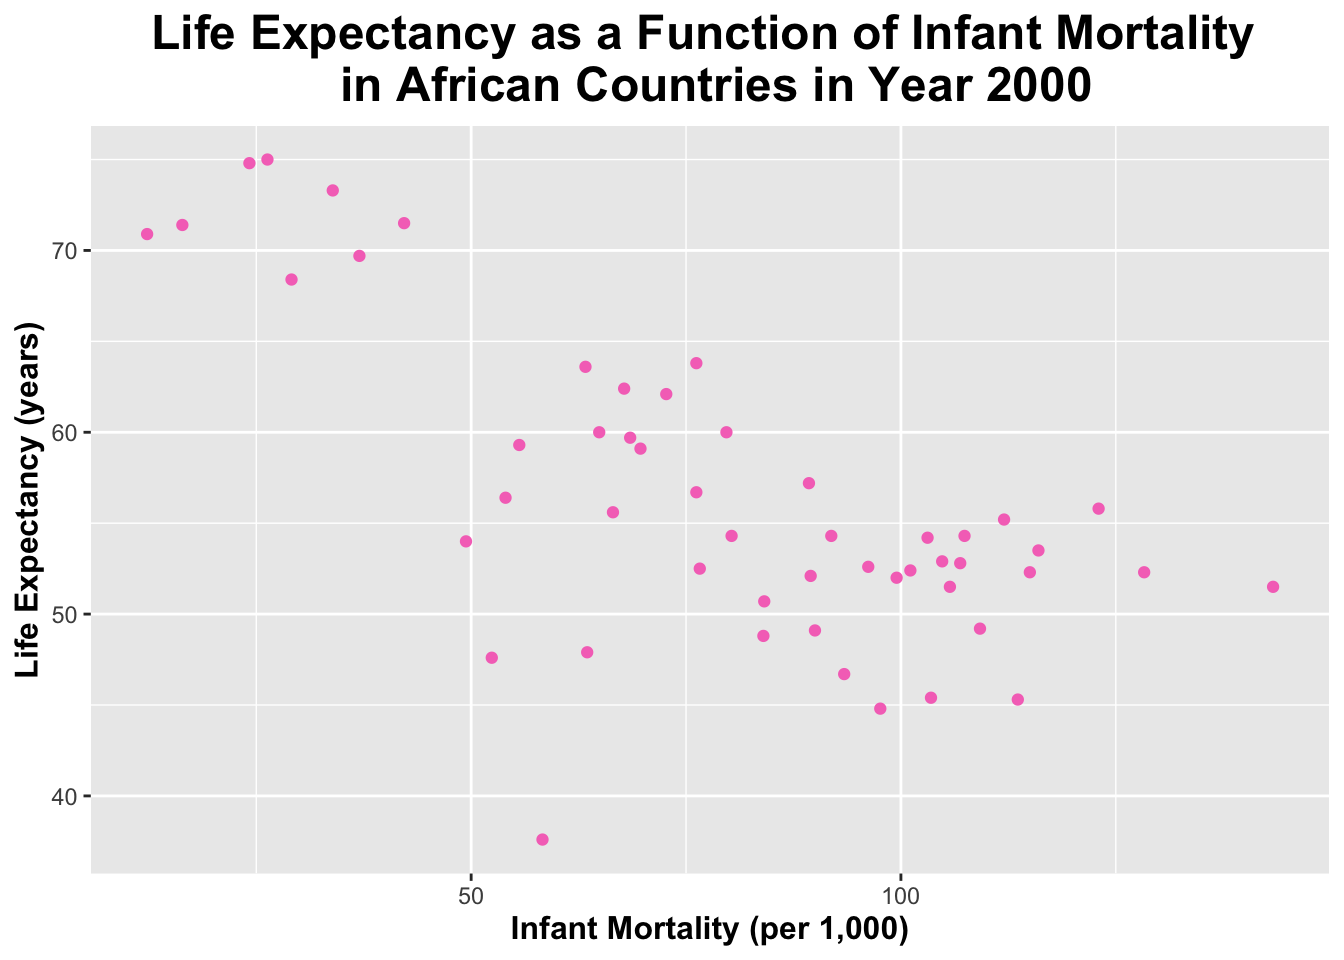 Life Expectancy as a Function of Infant Mortality
in African Countries in Year 2000
Life Expectancy (years)
70
60
50
40
50
100
Infant Mortality (per 1,000)